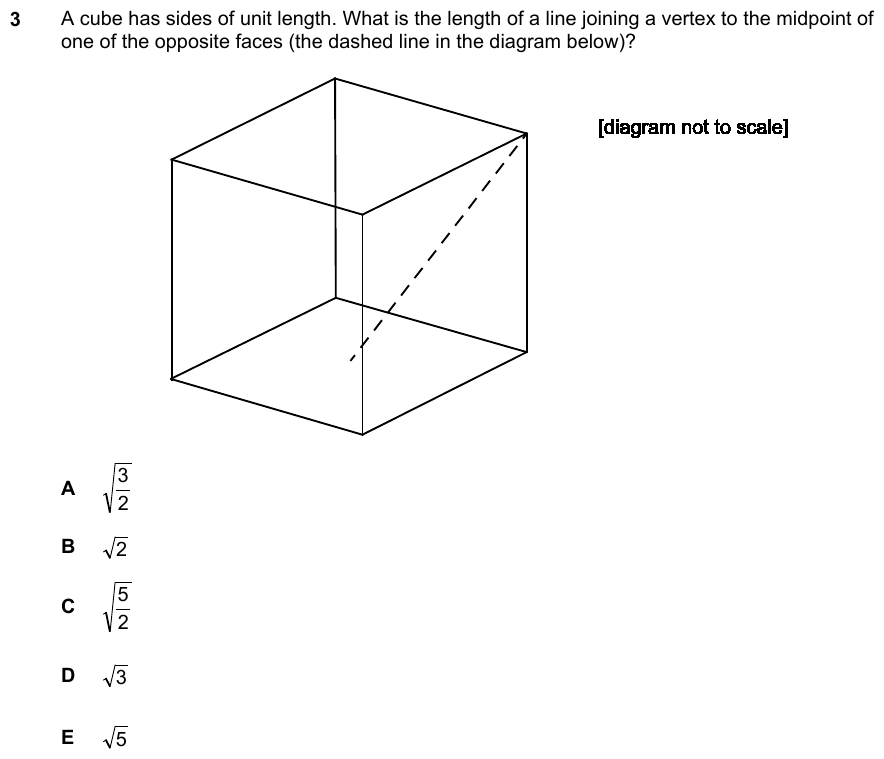 3 A cube has sides of unit length. What is the length of a line joining a vertex to the midpoint of
one of the opposite faces (the dashed line in the diagram below)?
[diagram not to scale]
A √(3/2)
B √2
C √(5/2)
D √3
E √5